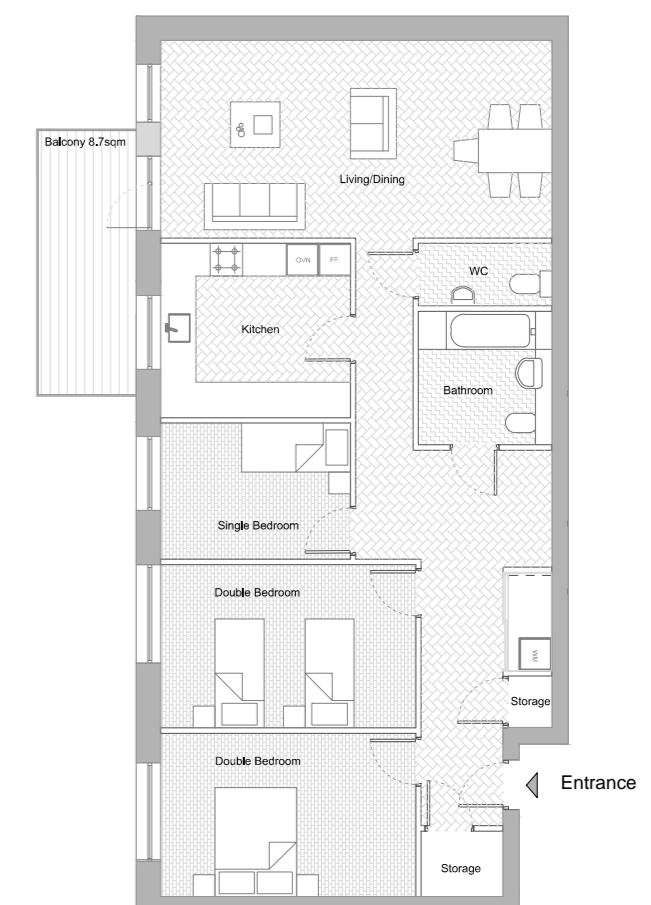 Balcony 8.7sqm
Living/Dining
WC
OVN
FF
Kitchen
Bathroom
Single Bedroom
Double Bedroom
WM
Storage
Double Bedroom
Entrance
Storage